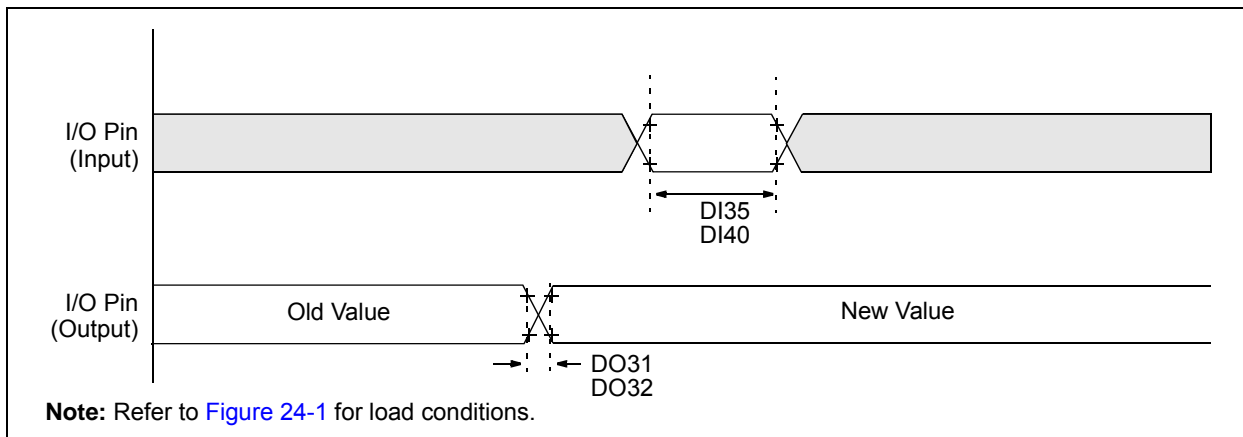 I/O Pin
(Input)
DI35
DI40
I/O Pin
(Output)
Old Value
New Value
DO31
DO32
Note: Refer to Figure 24-1 for load conditions.